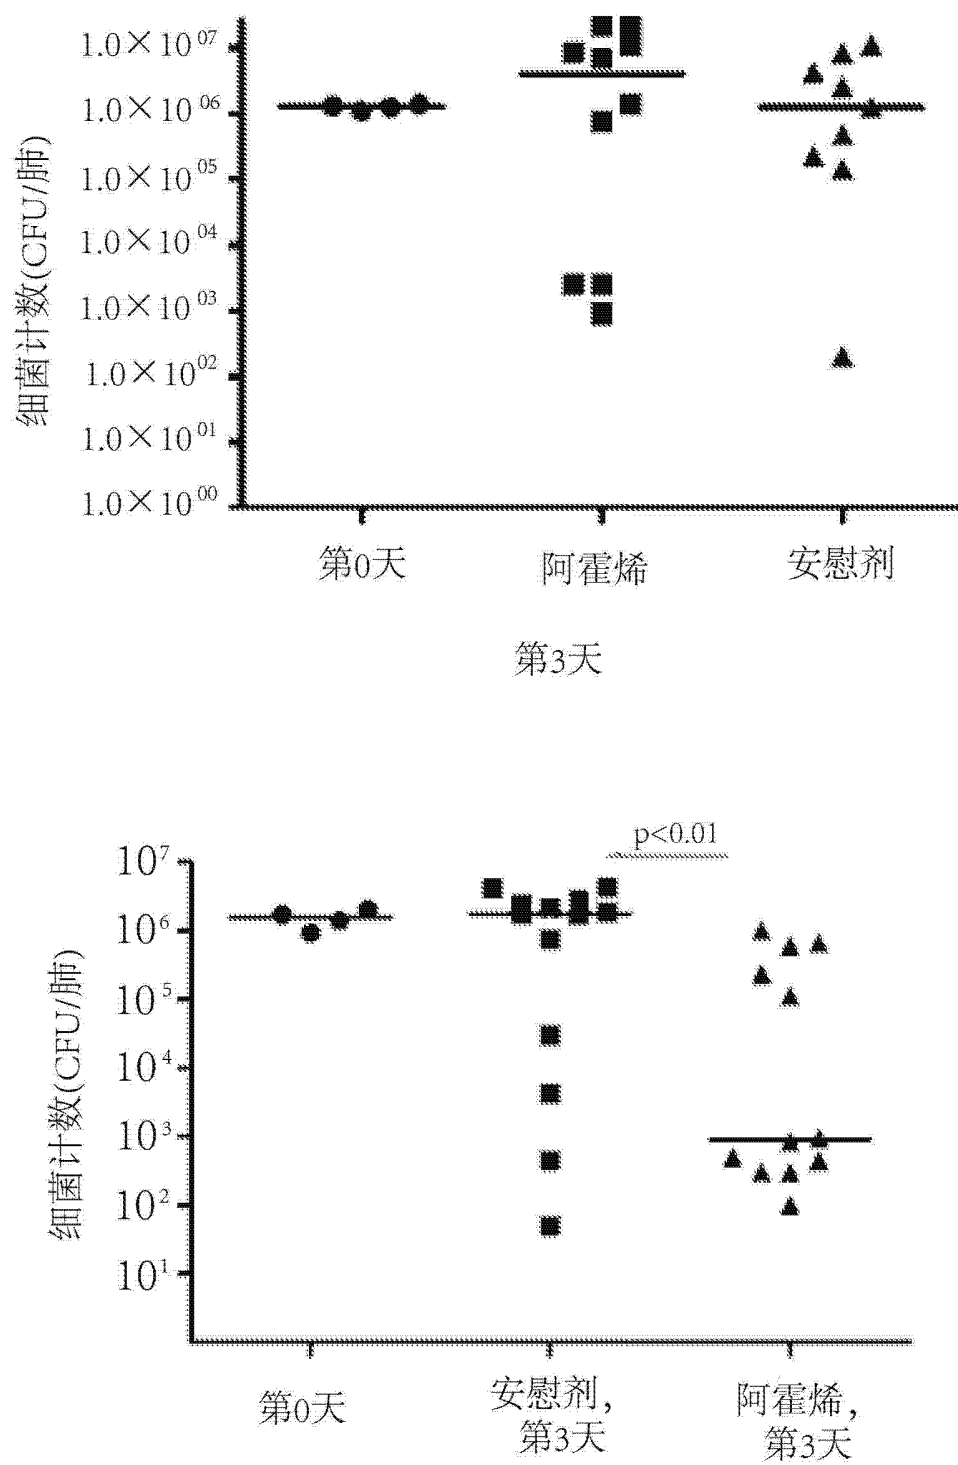 细菌计数(CFU/肺)
1.0×10⁰⁷
1.0×10⁰⁶
1.0×10⁰⁵
1.0×10⁰⁴
1.0×10⁰³
1.0×10⁰²
1.0×10⁰¹
1.0×10⁰⁰
第0天
阿霍烯
安慰剂
第3天
p<0.01
细菌计数(CFU/肺)
10⁷
10⁶
10⁵
10⁴
10³
10²
10¹
第0天
安慰剂,
第3天
阿霍烯,
第3天